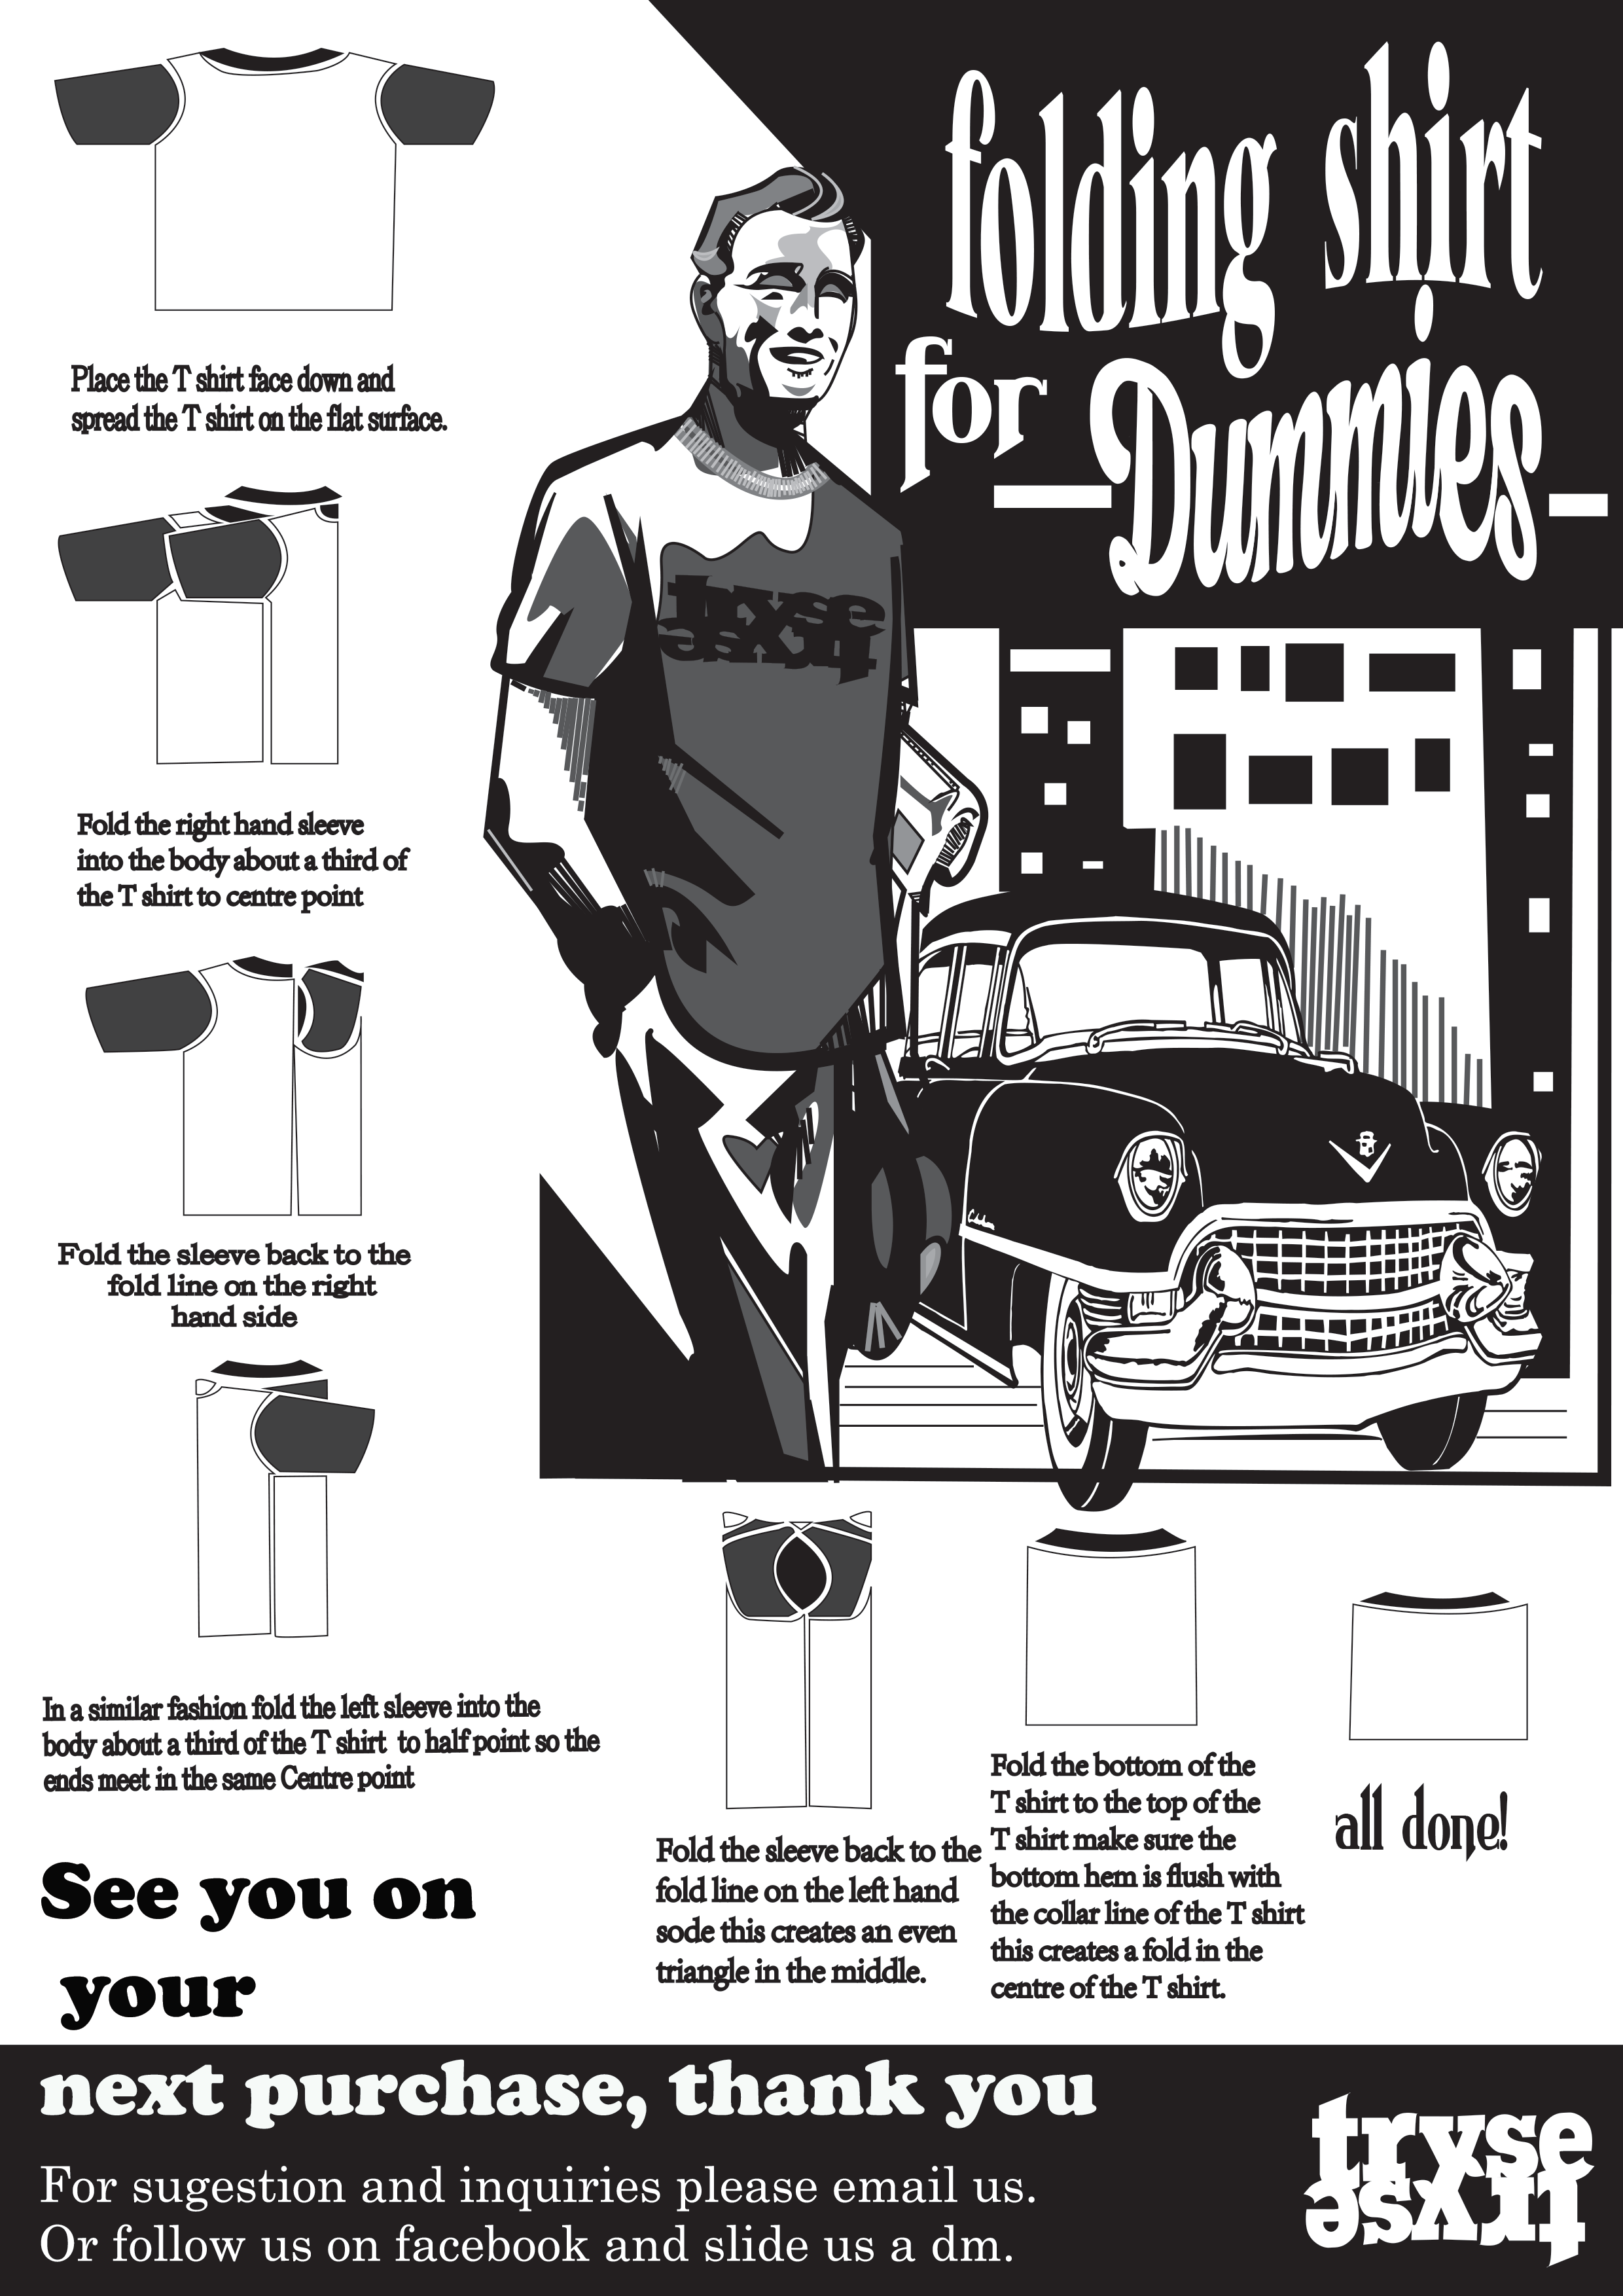 folding shirt
for Dummies
Place the T shirt face down and
spread the T shirt on the flat surface.
Fold the right hand sleeve
into the body about a third of
the T shirt to centre point
Fold the sleeve back to the
fold line on the right
hand side
In a similar fashion fold the left sleeve into the
body about a third of the T shirt to half point so the
ends meet in the same Centre point
Fold the sleeve back to the
fold line on the left hand
sode this creates an even
triangle in the middle.
Fold the bottom of the
T shirt to the top of the
T shirt make sure the
bottom hem is flush with
the collar line of the T shirt
this creates a fold in the
centre of the T shirt.
all done!
tryse
tryse
See you on
your
next purchase, thank you
For sugestion and inquiries please email us.
Or follow us on facebook and slide us a dm.
tryse
tryse